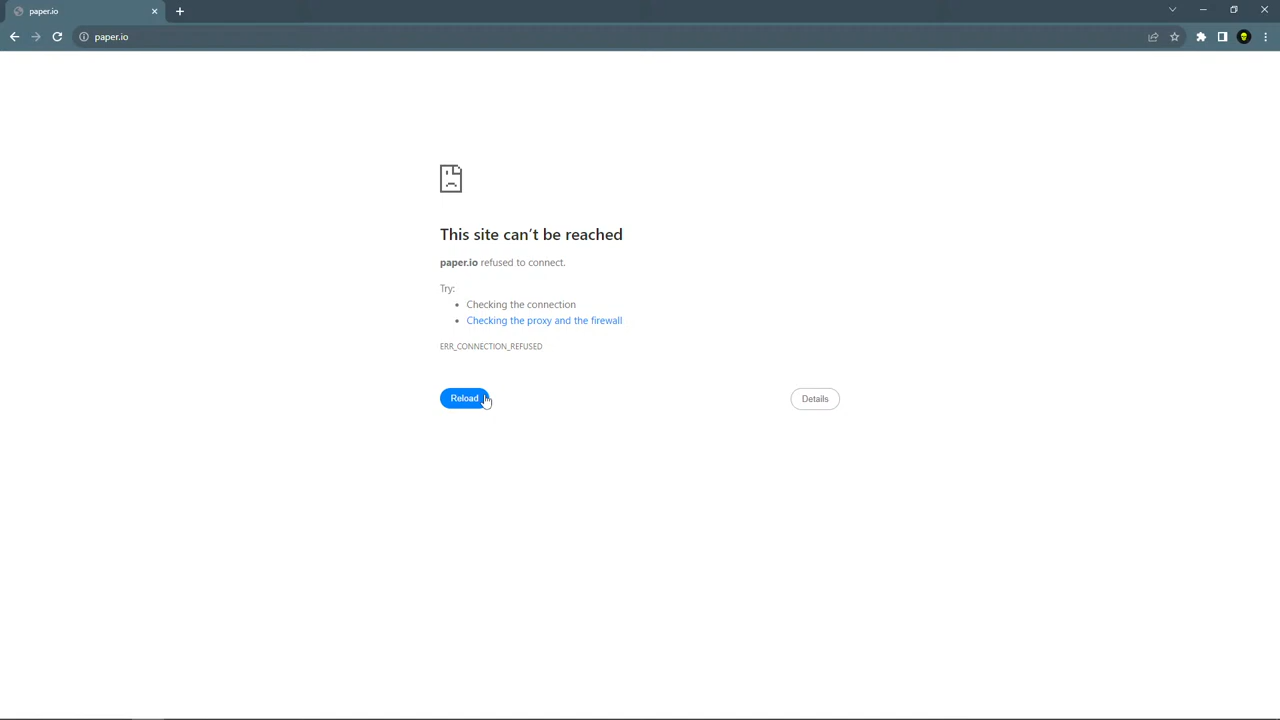 paper.io
paper.io
This site can't be reached
paper.io refused to connect.
Try:
• Checking the connection
• Checking the proxy and the firewall
ERR_CONNECTION_REFUSED
Reload
Details